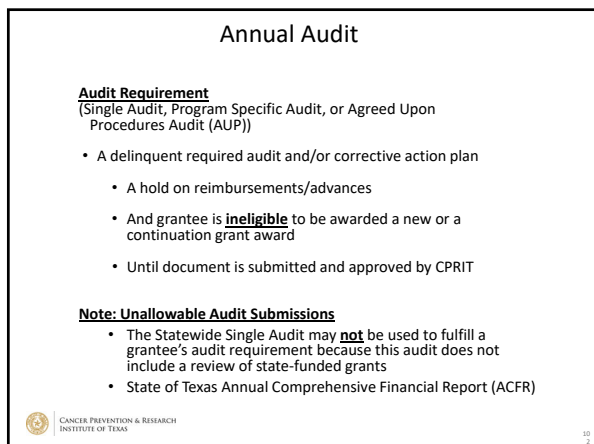 Annual Audit
Audit Requirement
(Single Audit, Program Specific Audit, or Agreed Upon
Procedures Audit (AUP))
• A delinquent required audit and/or corrective action plan
• A hold on reimbursements/advances
• And grantee is ineligible to be awarded a new or a
continuation grant award
• Until document is submitted and approved by CPRIT
Note: Unallowable Audit Submissions
• The Statewide Single Audit may not be used to fulfill a
grantee's audit requirement because this audit does not
include a review of state-funded grants
• State of Texas Annual Comprehensive Financial Report (ACFR)
CANCER PREVENTION & RESEARCH
INSTITUTE OF TEXAS
10
2